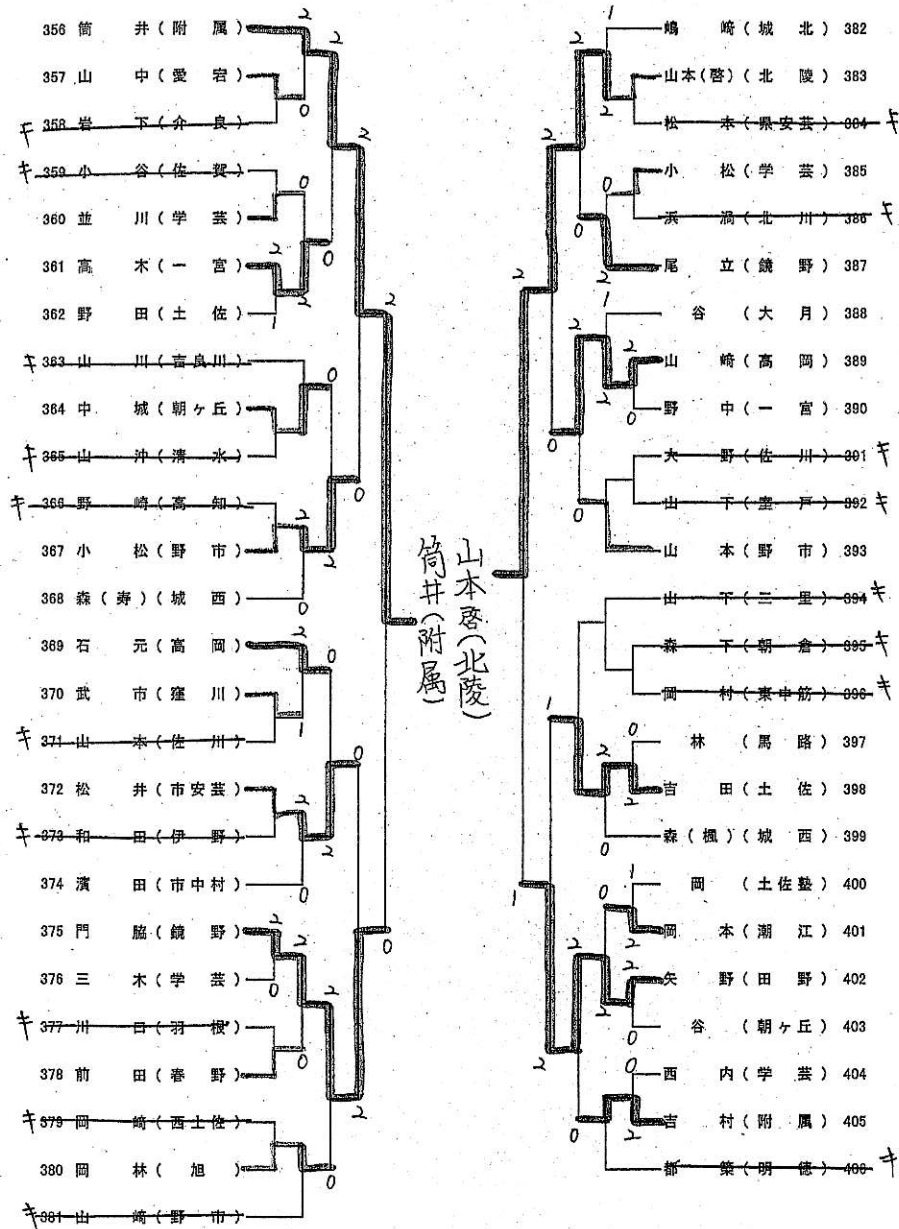 356 筒井(附属)
357 山中(愛宕)
キ 358 岩下(介良)
キ 359 小谷(佐賀)
360 並川(学芸)
361 高木(一宮)
362 野田(土佐)
キ 363 山川(吉良川)
364 中城(朝ヶ丘)
キ 365 山沖(清水)
キ 366 野崎(高知)
367 小松(野市)
368 森(寿)(城西)
369 石元(高岡)
370 武市(窪川)
キ 371 山本(佐川)
372 松井(市安芸)
キ 373 和田(伊野)
374 濱田(市中村)
375 門脇(鏡野)
376 三木(学芸)
キ 377 川口(羽根)
378 前田(春野)
キ 379 岡崎(西土佐)
380 岡林(旭)
キ 381 山崎(野市)
筒井(附属)
山本啓(北陵)
嶋崎(城北) 382
山本(啓)(北陵) 383
松本(県安芸) 384 キ
小松(学芸) 385
浜渦(北川) 386 キ
尾立(鏡野) 387
谷(大月) 388
山崎(高岡) 389
野中(一宮) 390
大野(佐川) 391 キ
山下(室戸) 392 キ
山本(野市) 393
山下(三里) 394 キ
森下(朝倉) 395 キ
岡村(東中筋) 396 キ
林(馬路) 397
吉田(土佐) 398
森(楓)(城西) 399
岡(土佐塾) 400
岡本(潮江) 401
矢野(田野) 402
谷(朝ヶ丘) 403
西内(学芸) 404
吉村(附属) 405
都築(明徳) 406 キ